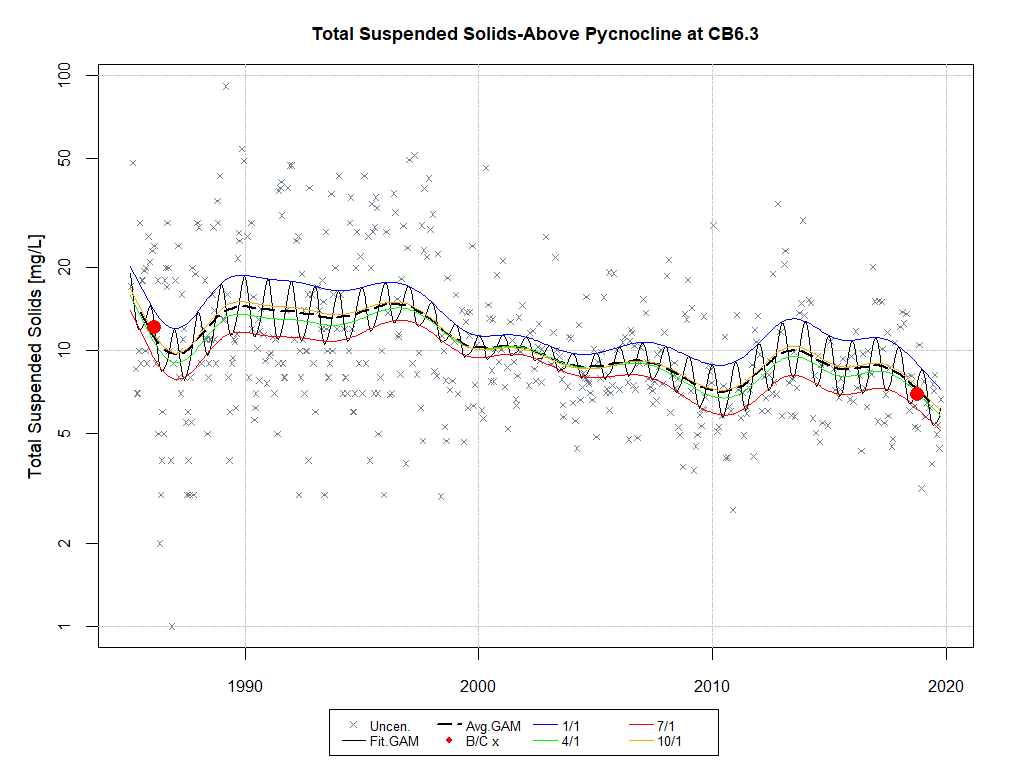 Total Suspended Solids-Above Pycnocline at CB6.3
Total Suspended Solids [mg/L]
100
50
20
10
5
2
1
1990 2000 2010 2020
Uncen. Avg.GAM 1/1 7/1
Fit.GAM B/C x 4/1 10/1